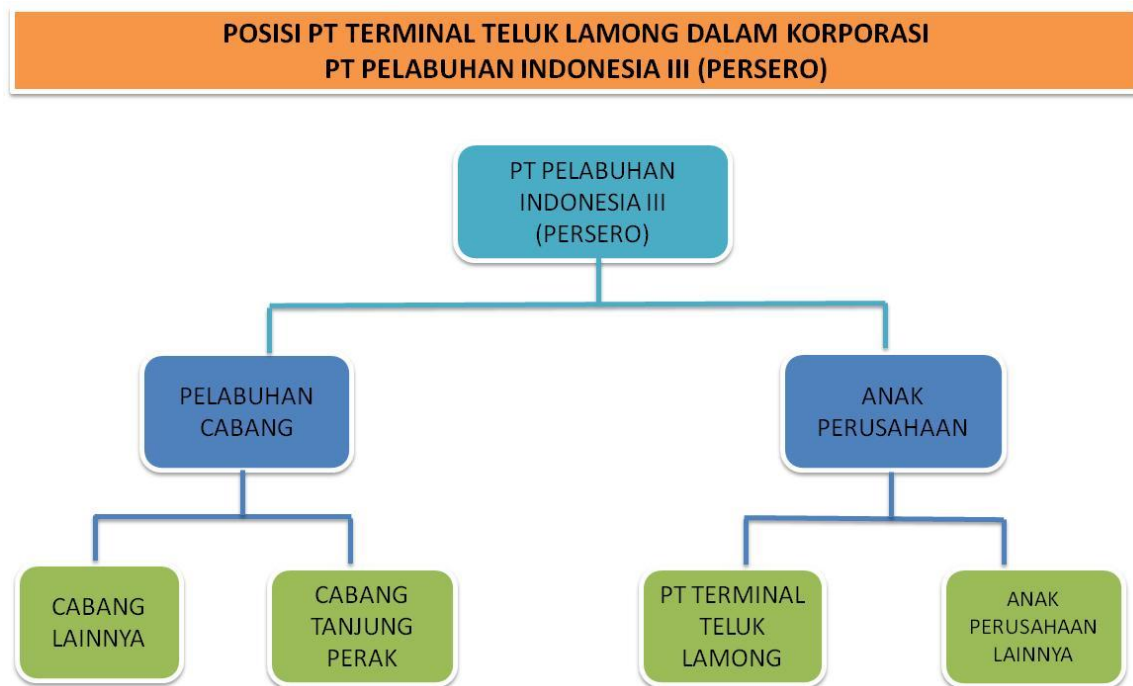 POSISI PT TERMINAL TELUK LAMONG DALAM KORPORASI
PT PELABUHAN INDONESIA III (PERSERO)
PT PELABUHAN
INDONESIA III
(PERSERO)
PELABUHAN
CABANG
ANAK
PERUSAHAAN
CABANG
LAINNYA
CABANG
TANJUNG
PERAK
PT TERMINAL
TELUK
LAMONG
ANAK
PERUSAHAAN
LAINNYA